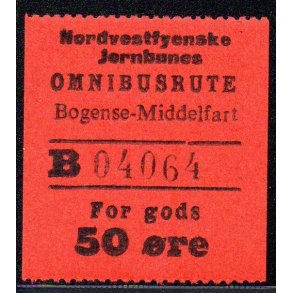 Nordvestfyenske
Jernbanes
OMNIBUSRUTE
Bogense-Middelfart
B 04064
For gods
50 øre